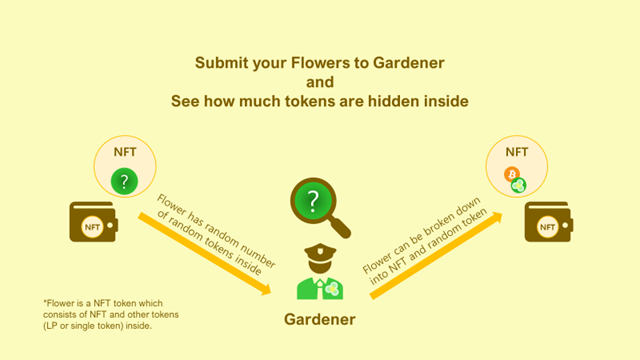 Submit your Flowers to Gardener
and
See how much tokens are hidden inside
NFT
?
NFT
Flower has random number
of random tokens inside
?
Gardener
Flower can be broken down
into NFT and random token
NFT
NFT
*Flower is a NFT token which
consists of NFT and other tokens
(LP or single token) inside.